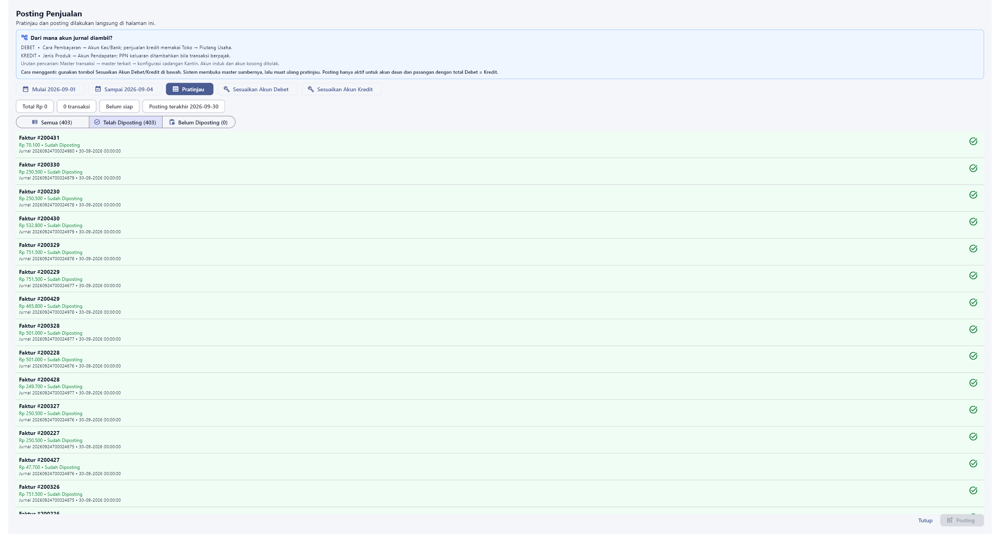 Posting Penjualan
Pratinjau dan posting dilakukan langsung di halaman ini.
Dari mana akun jurnal diambil?
DEBET • Cara Pembayaran → Akun Kas/Bank; penjualan kredit memakai Toko → Piutang Usaha.
KREDIT • Jenis Produk → Akun Pendapatan; PPN keluaran ditambahkan bila transaksi berpajak.
Urutan pencarian: Master transaksi → master terkait → konfigurasi cadangan Kantin. Akun induk dan akun kosong ditolak.
Cara mengganti: gunakan tombol Sesuaikan Akun Debet/Kredit di bawah. Sistem membuka master sumbernya, lalu muat ulang pratinjau. Posting hanya aktif untuk akun daun dan pasangan dengan total Debet = Kredit.
Mulai 2026-09-01 Sampai 2026-09-04 Pratinjau Sesuaikan Akun Debet Sesuaikan Akun Kredit
Total Rp 0 0 transaksi Belum siap Posting terakhir 2026-09-30
Semua (403) Telah Diposting (403) Belum Diposting (0)
Faktur #200431
Rp 70.100 • Sudah Diposting
Jurnal 20260924700024980 • 30-09-2026 00:00:00
Faktur #200330
Rp 250.500 • Sudah Diposting
Jurnal 20260924700024879 • 30-09-2026 00:00:00
Faktur #200230
Rp 250.500 • Sudah Diposting
Jurnal 20260924700024678 • 30-09-2026 00:00:00
Faktur #200430
Rp 532.800 • Sudah Diposting
Jurnal 20260924700024979 • 30-09-2026 00:00:00
Faktur #200329
Rp 751.500 • Sudah Diposting
Jurnal 20260924700024878 • 30-09-2026 00:00:00
Faktur #200229
Rp 751.500 • Sudah Diposting
Jurnal 20260924700024677 • 30-09-2026 00:00:00
Faktur #200429
Rp 465.800 • Sudah Diposting
Jurnal 20260924700024978 • 30-09-2026 00:00:00
Faktur #200328
Rp 501.000 • Sudah Diposting
Jurnal 20260924700024877 • 30-09-2026 00:00:00
Faktur #200228
Rp 501.000 • Sudah Diposting
Jurnal 20260924700024676 • 30-09-2026 00:00:00
Faktur #200428
Rp 249.700 • Sudah Diposting
Jurnal 20260924700024977 • 30-09-2026 00:00:00
Faktur #200327
Rp 250.500 • Sudah Diposting
Jurnal 20260924700024876 • 30-09-2026 00:00:00
Faktur #200227
Rp 250.500 • Sudah Diposting
Jurnal 20260924700024675 • 30-09-2026 00:00:00
Faktur #200427
Rp 47.700 • Sudah Diposting
Jurnal 20260924700024976 • 30-09-2026 00:00:00
Faktur #200326
Rp 751.500 • Sudah Diposting
Jurnal 20260924700024875 • 30-09-2026 00:00:00
Faktur #200226
Tutup Posting